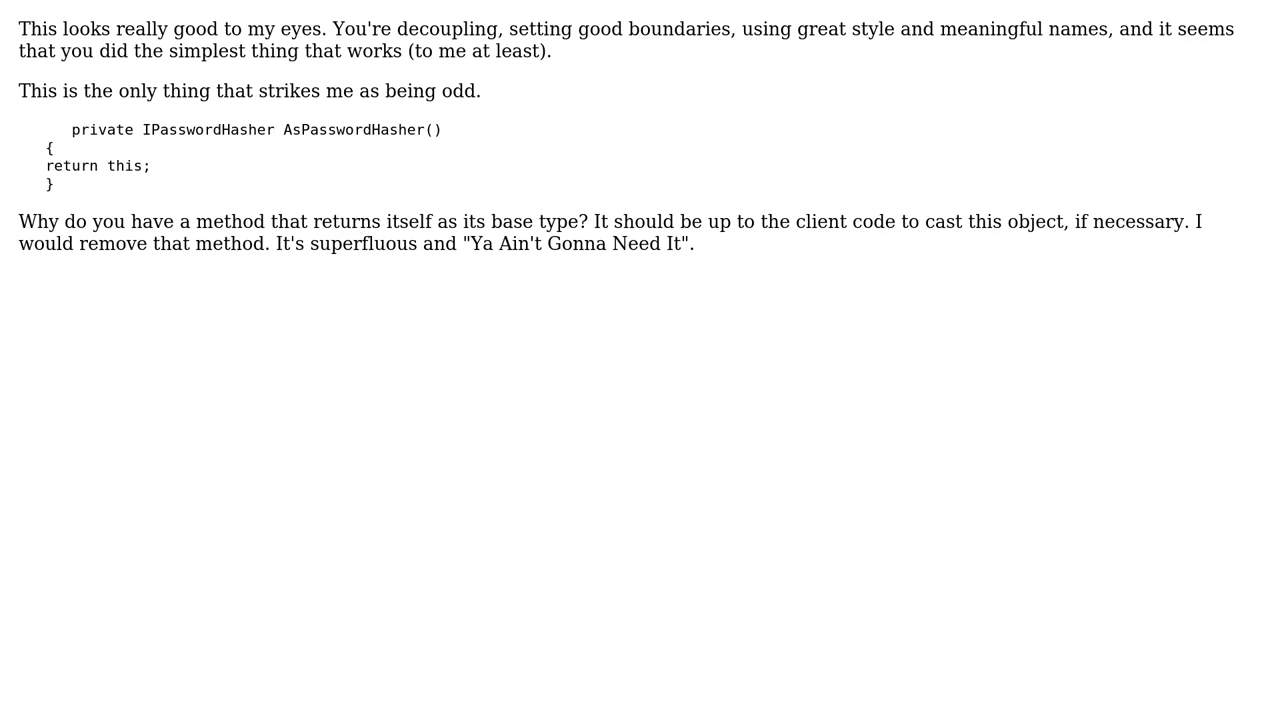 This looks really good to my eyes. You're decoupling, setting good boundaries, using great style and meaningful names, and it seems
that you did the simplest thing that works (to me at least).
This is the only thing that strikes me as being odd.
private IPasswordHasher AsPasswordHasher()
{
return this;
}
Why do you have a method that returns itself as its base type? It should be up to the client code to cast this object, if necessary. I
would remove that method. It's superfluous and "Ya Ain't Gonna Need It".